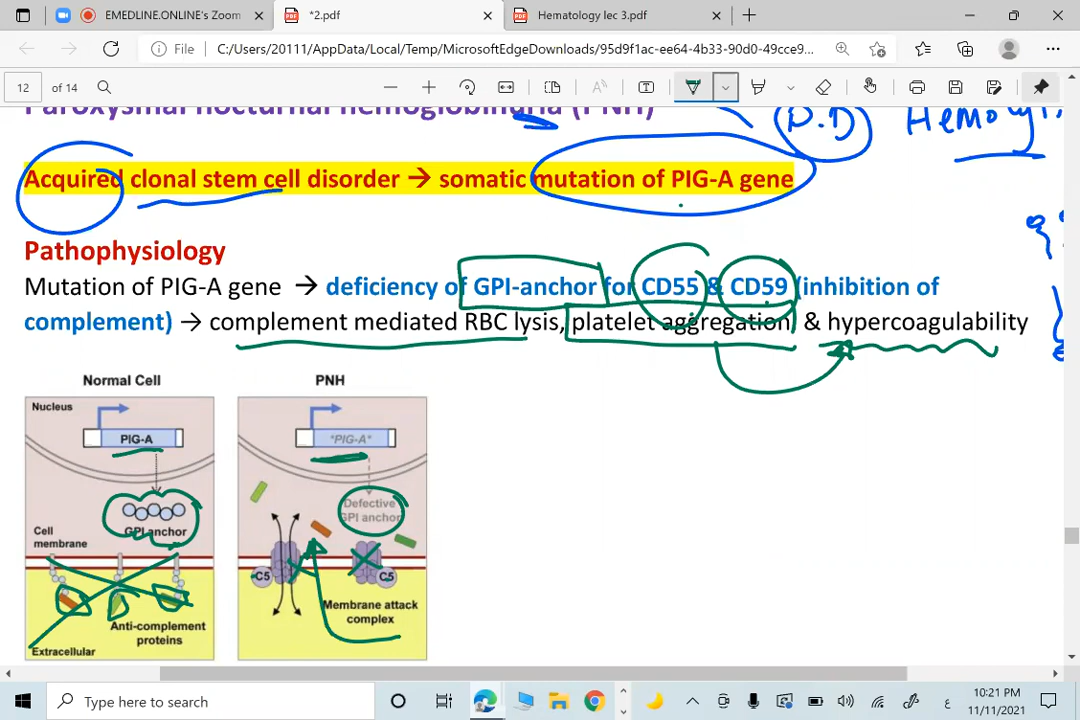 EMEDLINE.ONLINE's Zoom
*2.pdf
Hematology lec 3.pdf
File
C:/Users/20111/AppData/Local/Temp/MicrosoftEdgeDownloads/95d9f1ac-ee64-4b33-90d0-49cce9...
12 of 14
Paroxysmal nocturnal hemoglobinuria (PNH)
(D.D)
Acquired clonal stem cell disorder → somatic mutation of PIG-A gene
Pathophysiology
Mutation of PIG-A gene → deficiency of GPI-anchor for CD55 & CD59 (inhibition of
complement) → complement mediated RBC lysis, platelet aggregation & hypercoagulability
Normal Cell
PNH
Nucleus
PIG-A
*PIG-A*
GPI anchor
Defective
GPI anchor
Cell
membrane
C5
C5
Anti-complement
proteins
Membrane attack
complex
Extracellular
Type here to search
ع
10:21 PM
11/11/2021